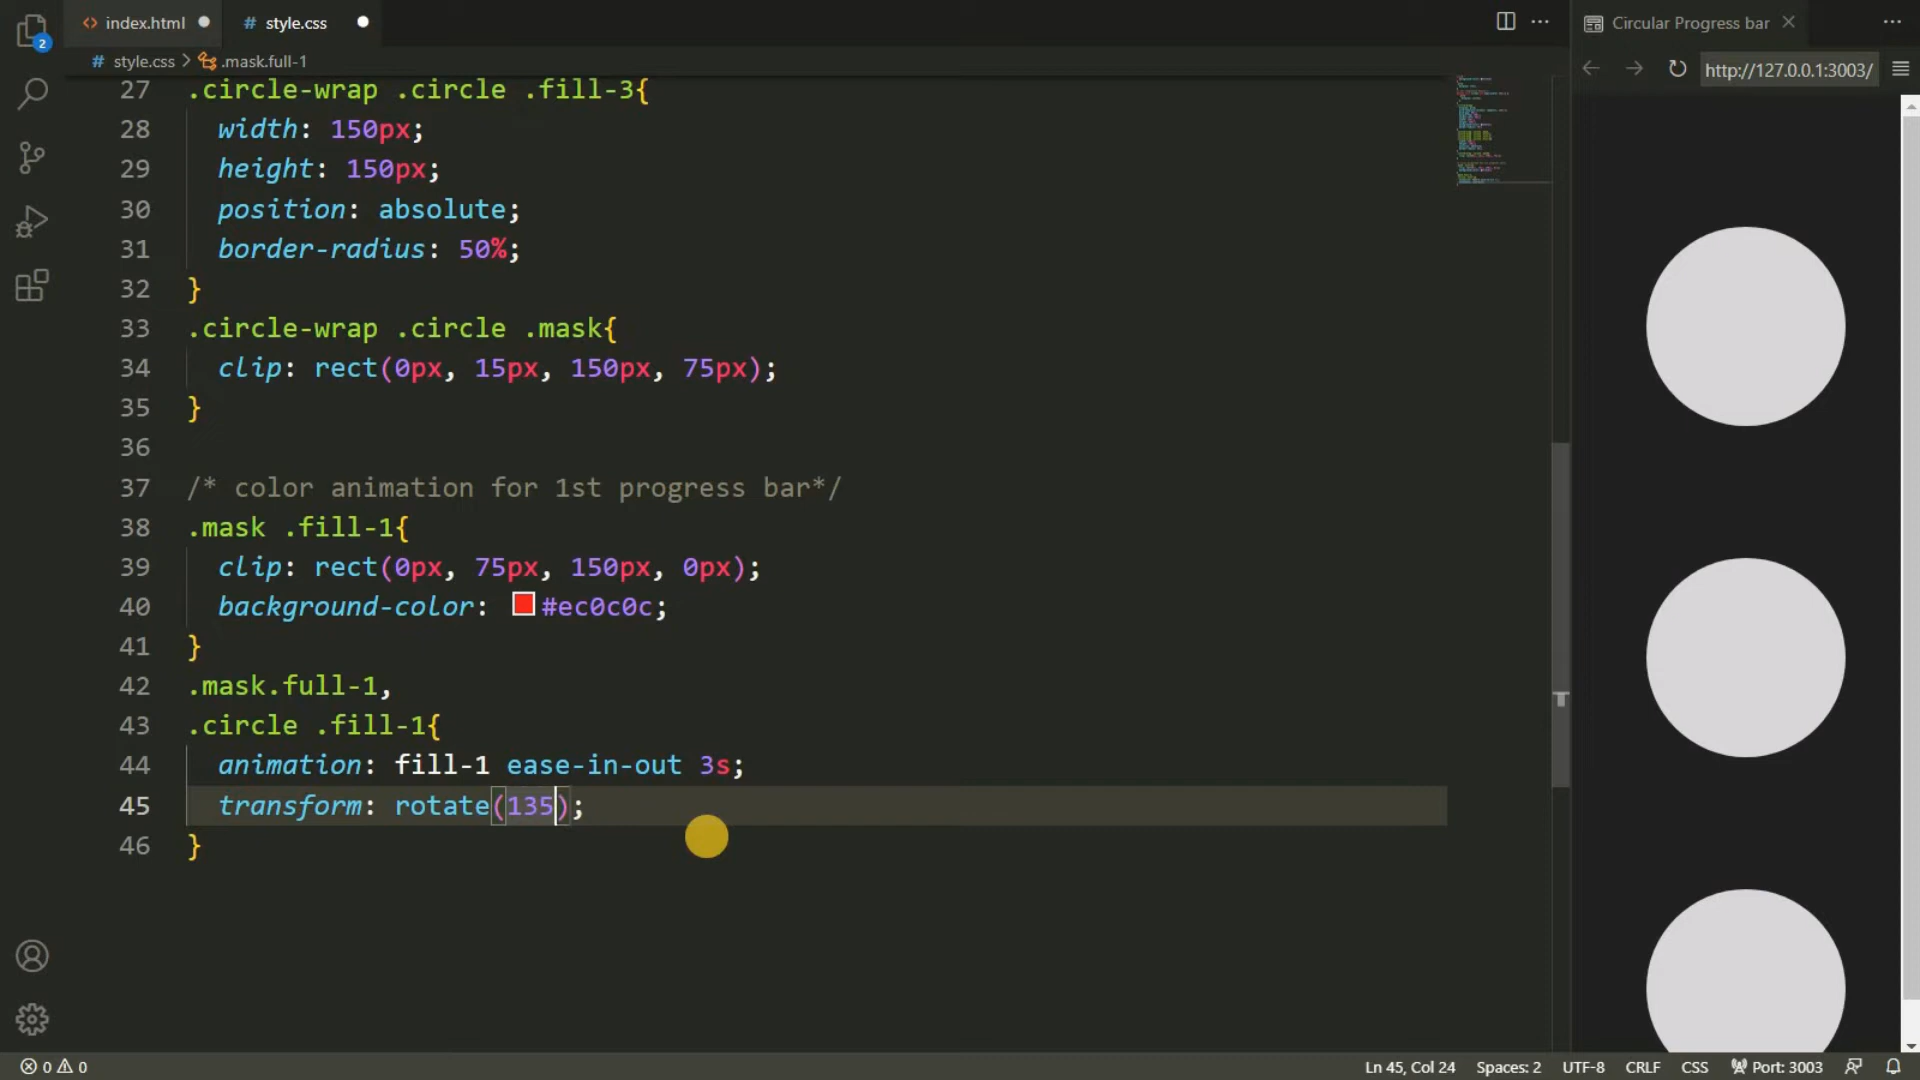 index.html
# style.css
Circular Progress bar
# style.css > .mask.full-1
http://127.0.0.1:3003/
2
27 .circle-wrap .circle .fill-3{
28 width: 150px;
29 height: 150px;
30 position: absolute;
31 border-radius: 50%;
32 }
33 .circle-wrap .circle .mask{
34 clip: rect(0px, 15px, 150px, 75px);
35 }
36
37 /* color animation for 1st progress bar*/
38 .mask .fill-1{
39 clip: rect(0px, 75px, 150px, 0px);
40 background-color: #ec0c0c;
41 }
42 .mask.full-1,
43 .circle .fill-1{
44 animation: fill-1 ease-in-out 3s;
45 transform: rotate(135);
46 }
0 0
Ln 45, Col 24
Spaces: 2
UTF-8
CRLF
CSS
Port: 3003